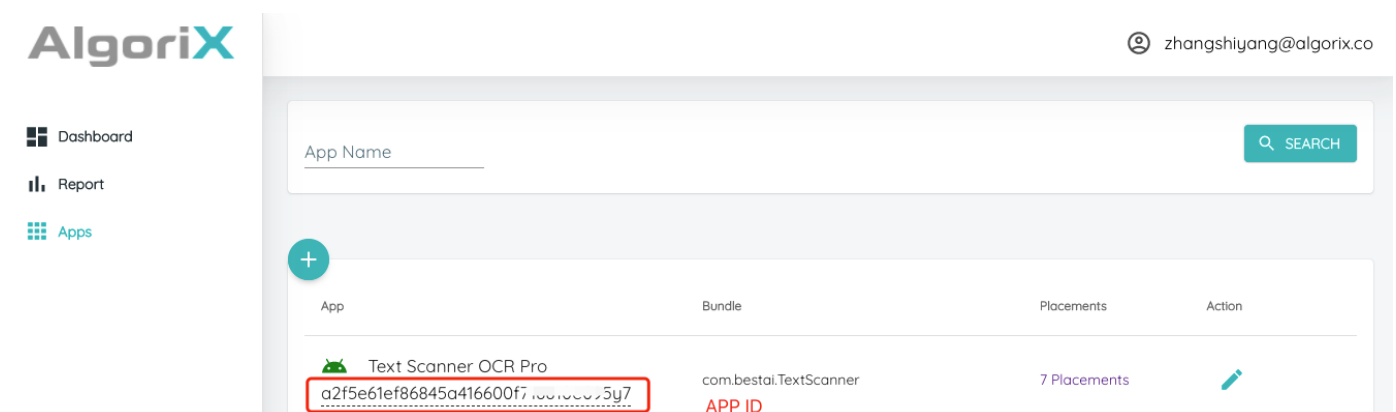 AlgoriX
zhangshiyang@algorix.co
Dashboard
Report
Apps
App Name
SEARCH
App Bundle Placements Action
Text Scanner OCR Pro
com.bestai.TextScanner 7 Placements
APP ID